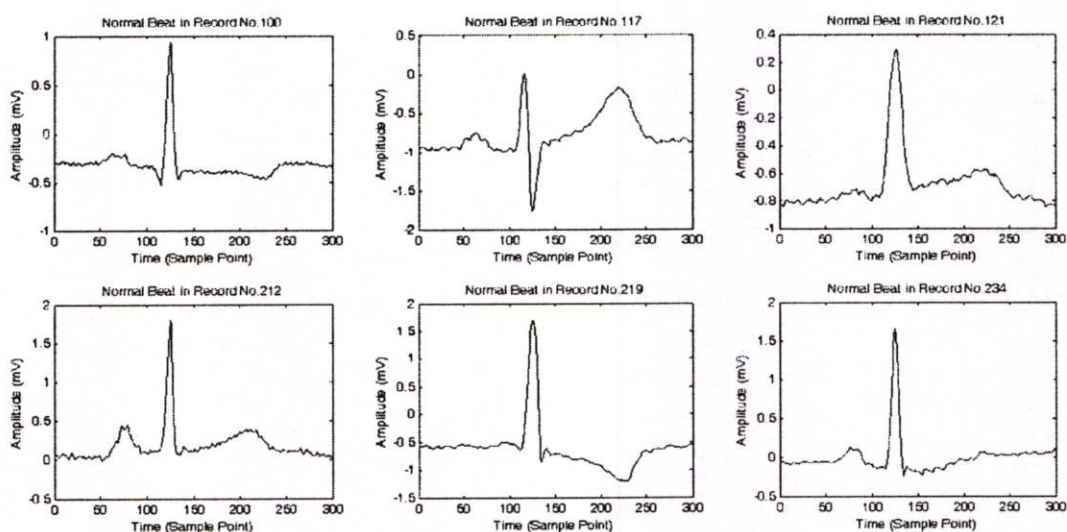 Normal Beat in Record No.100
Normal Beat in Record No.117
Normal Beat in Record No.121
Amplitude (mV)
1
0.5
0
-0.5
-1
0 50 100 150 200 250 300
Time (Sample Point)
Amplitude (mV)
0.5
0
-0.5
-1
-1.5
-2
0 50 100 150 200 250 300
Time (Sample Point)
Amplitude (mV)
0.4
0.2
0
-0.2
-0.4
-0.6
-0.8
-1
0 50 100 150 200 250 300
Time (Sample Point)
Normal Beat in Record No.212
Normal Beat in Record No.219
Normal Beat in Record No.234
Amplitude (mV)
2
1.5
1
0.5
0
-0.5
0 50 100 150 200 250 300
Time (Sample Point)
Amplitude (mV)
2
1.5
1
0.5
0
-0.5
-1
-1.5
0 50 100 150 200 250 300
Time (Sample Point)
Amplitude (mV)
2
1.5
1
0.5
0
-0.5
0 50 100 150 200 250 300
Time (Sample Point)